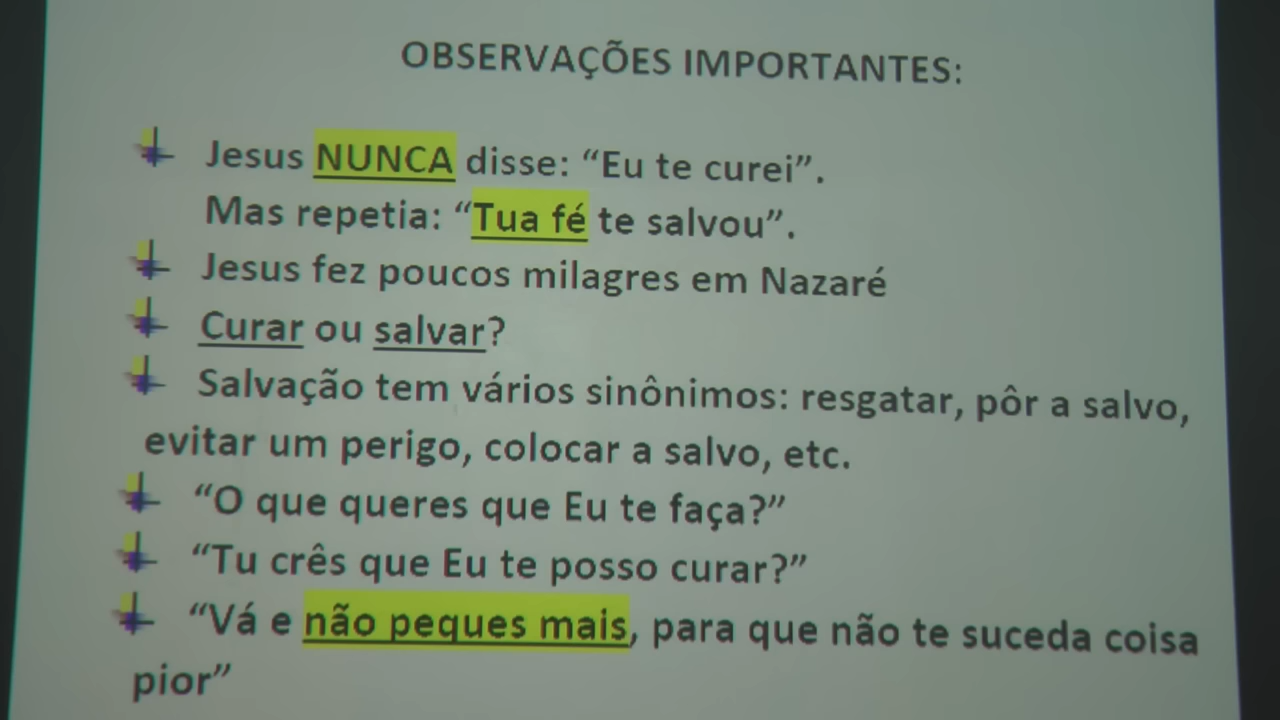 OBSERVAÇÕES IMPORTANTES:
Jesus NUNCA disse: “Eu te curei”.
Mas repetia: “Tua fé te salvou”.
Jesus fez poucos milagres em Nazaré
Curar ou salvar?
Salvação tem vários sinônimos: resgatar, pôr a salvo,
evitar um perigo, colocar a salvo, etc.
“O que queres que Eu te faça?”
“Tu crês que Eu te posso curar?”
“Vá e não peques mais, para que não te suceda coisa
pior”